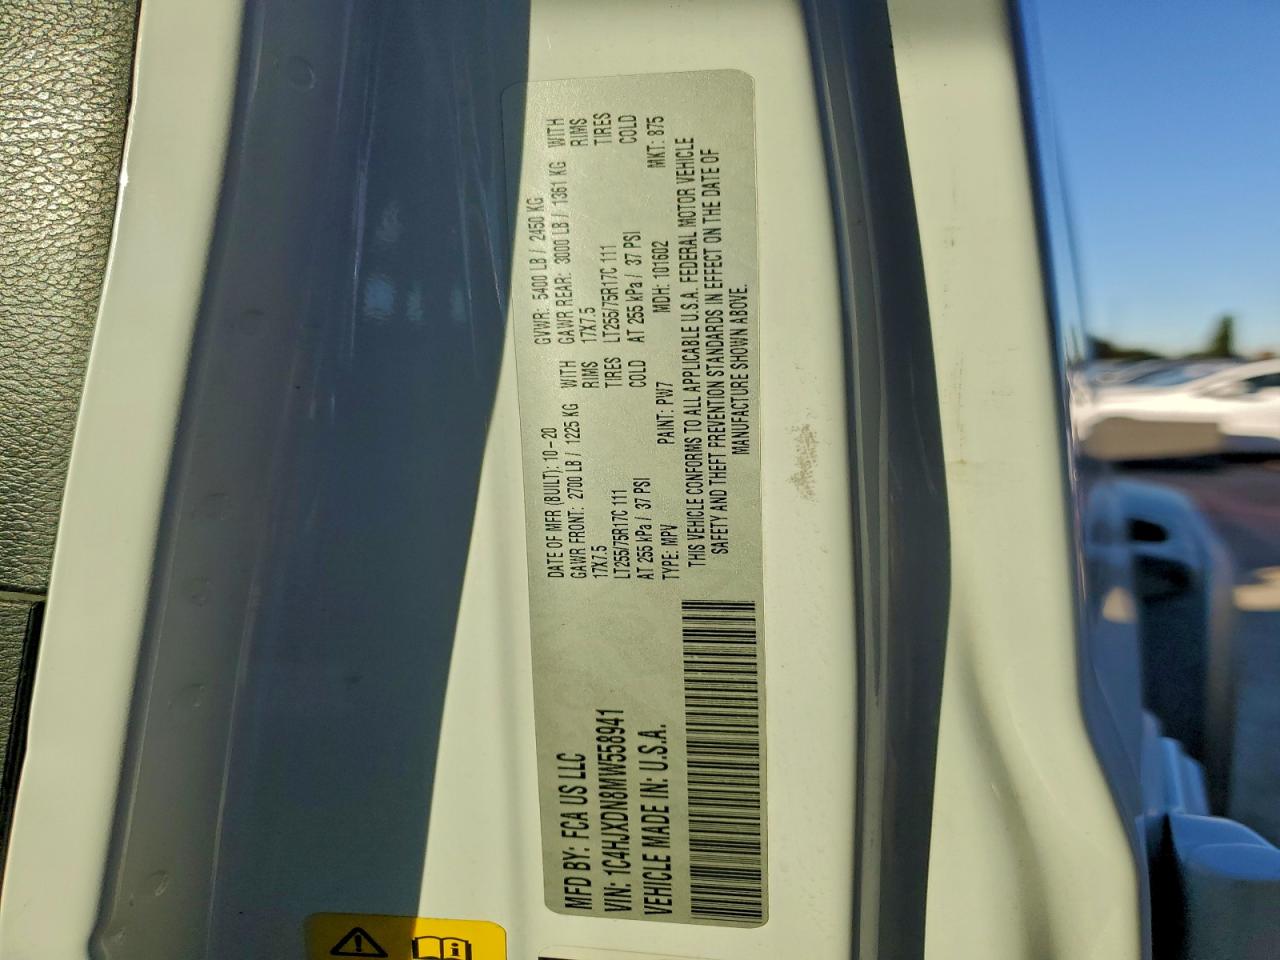 MFD BY: FCA US LLC
DATE OF MFR (BUILT): 10-20
GVWR: 5400 LB / 2450 KG
VIN: 1C4HJXDN8MW558941
GAWR FRONT: 2700 LB / 1225 KG WITH
GAWR REAR: 3000 LB / 1361 KG WITH
17X7.5 RIMS
17X7.5 RIMS
VEHICLE MADE IN: U.S.A.
LT255/75R17C 111 TIRES
LT255/75R17C 111 TIRES
AT 255 kPa / 37 PSI COLD
AT 255 kPa / 37 PSI COLD
TYPE: MPV PAINT: PW7 MDH: 101602 MKT: 875
THIS VEHICLE CONFORMS TO ALL APPLICABLE U.S.A. FEDERAL MOTOR VEHICLE
SAFETY AND THEFT PREVENTION STANDARDS IN EFFECT ON THE DATE OF
MANUFACTURE SHOWN ABOVE.